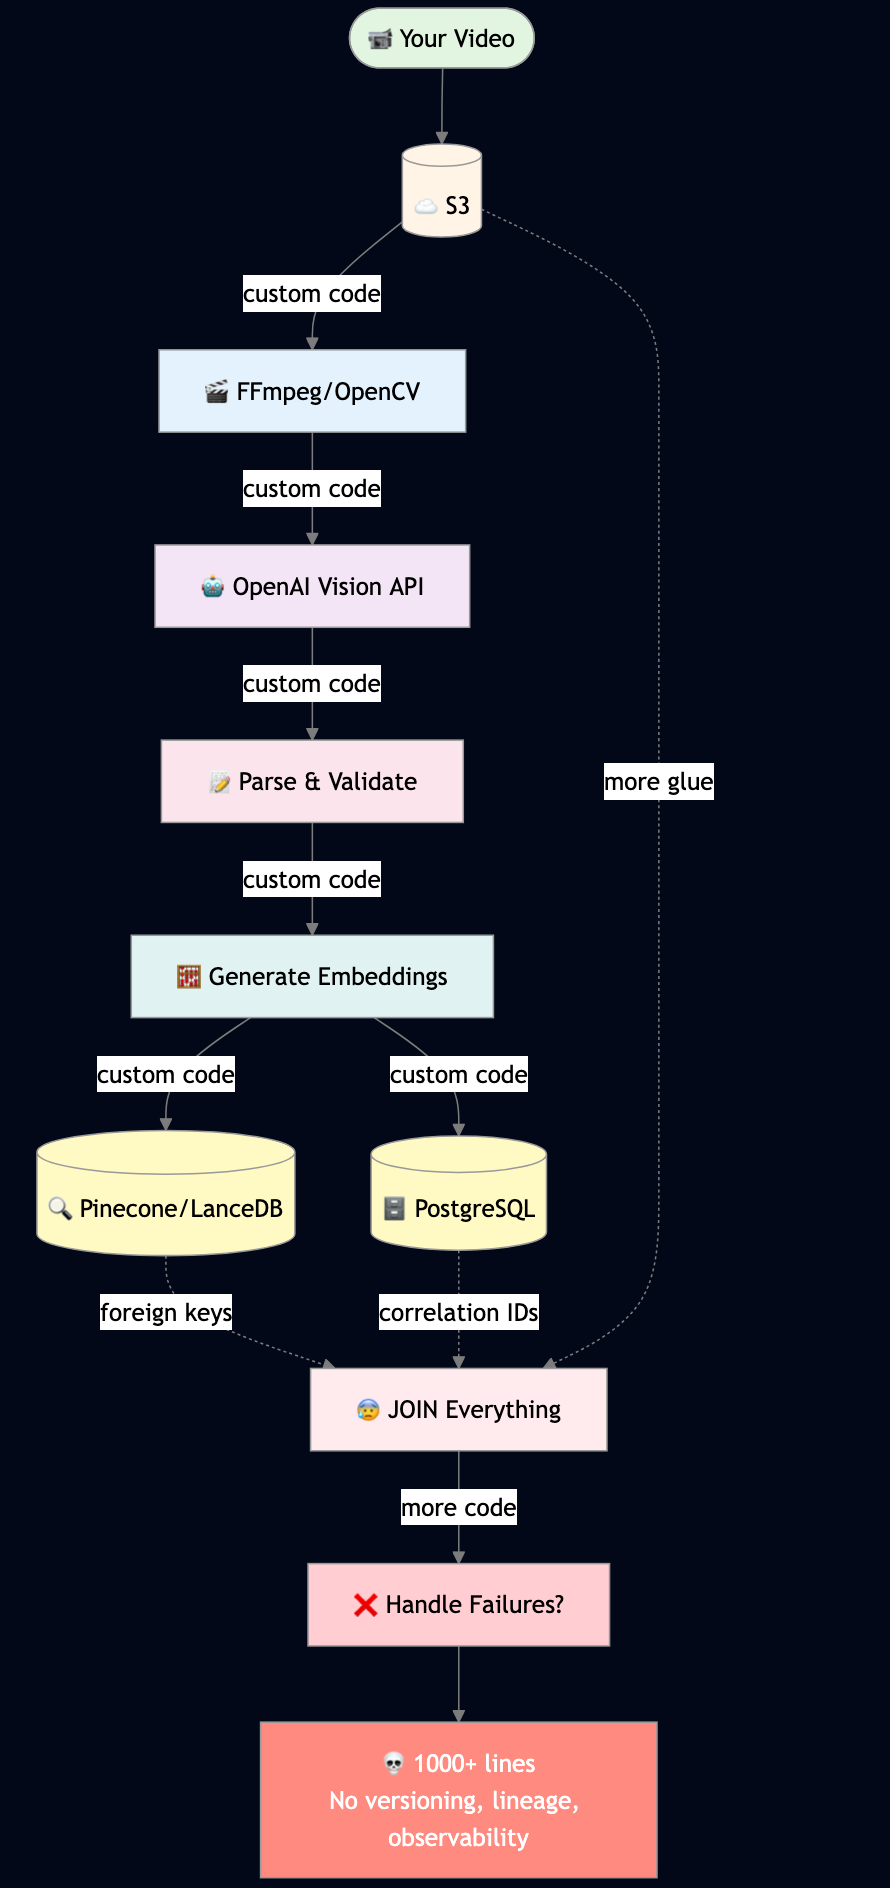 Your Video
S3
custom code
FFmpeg/OpenCV
custom code
OpenAI Vision API
custom code
Parse & Validate
more glue
custom code
Generate Embeddings
custom code
custom code
Pinecone/LanceDB
PostgreSQL
foreign keys
correlation IDs
JOIN Everything
more code
Handle Failures?
1000+ lines
No versioning, lineage,
observability